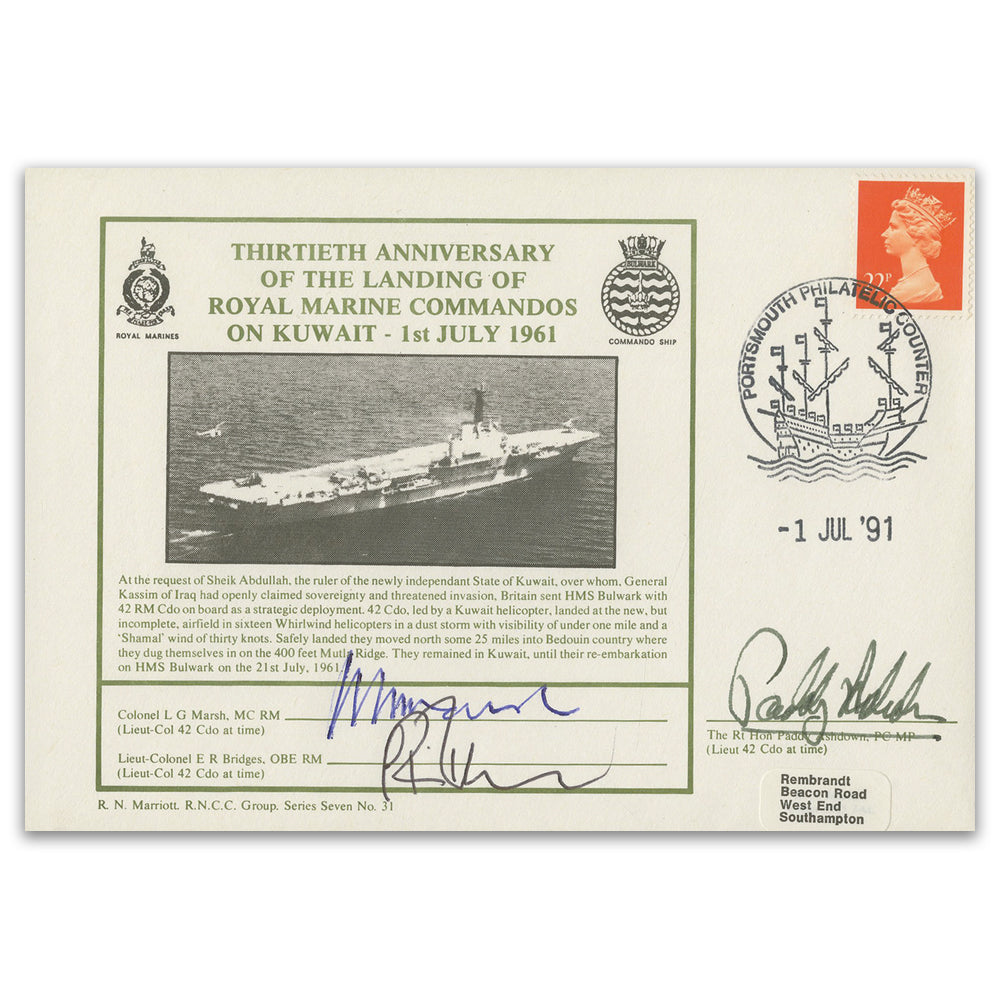 THIRTIETH ANNIVERSARY
OF THE LANDING OF
ROYAL MARINE COMMANDOS
ON KUWAIT - 1st JULY 1961
ROYAL MARINES
BULWARK
COMMANDO SHIP
22P
PORTSMOUTH PHILATELIC COUNTER
-1 JUL '91
At the request of Sheik Abdullah, the ruler of the newly independant State of Kuwait, over whom, General
Kassim of Iraq had openly claimed sovereignty and threatened invasion, Britain sent HMS Bulwark with
42 RM Cdo on board as a strategic deployment. 42 Cdo, led by a Kuwait helicopter, landed at the new, but
incomplete, airfield in sixteen Whirlwind helicopters in a dust storm with visibility of under one mile and a
'Shamal' wind of thirty knots. Safely landed they moved north some 25 miles into Bedouin country where
they dug themselves in on the 400 feet Mutla Ridge. They remained in Kuwait, until their re-embarkation
on HMS Bulwark on the 21st July, 1961.
Colonel L G Marsh, MC RM
(Lieut-Col 42 Cdo at time)
Lieut-Colonel E R Bridges, OBE RM
(Lieut-Col 42 Cdo at time)
R. N. Marriott. R.N.C.C. Group. Series Seven No. 31
Paddy Ashdown
The Rt Hon Paddy Ashdown, PC MP
(Lieut 42 Cdo at time)
Rembrandt
Beacon Road
West End
Southampton